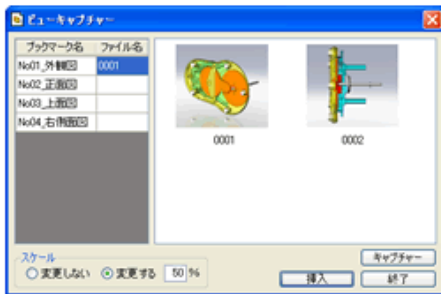 ビューキャプチャー
ブックマーク名 ファイル名
No01_外観図 0001
No02_正面図
No03_上面図
No04_右側面図
0001 0002
スケール
変更しない 変更する 50 %
キャプチャー
挿入 終了